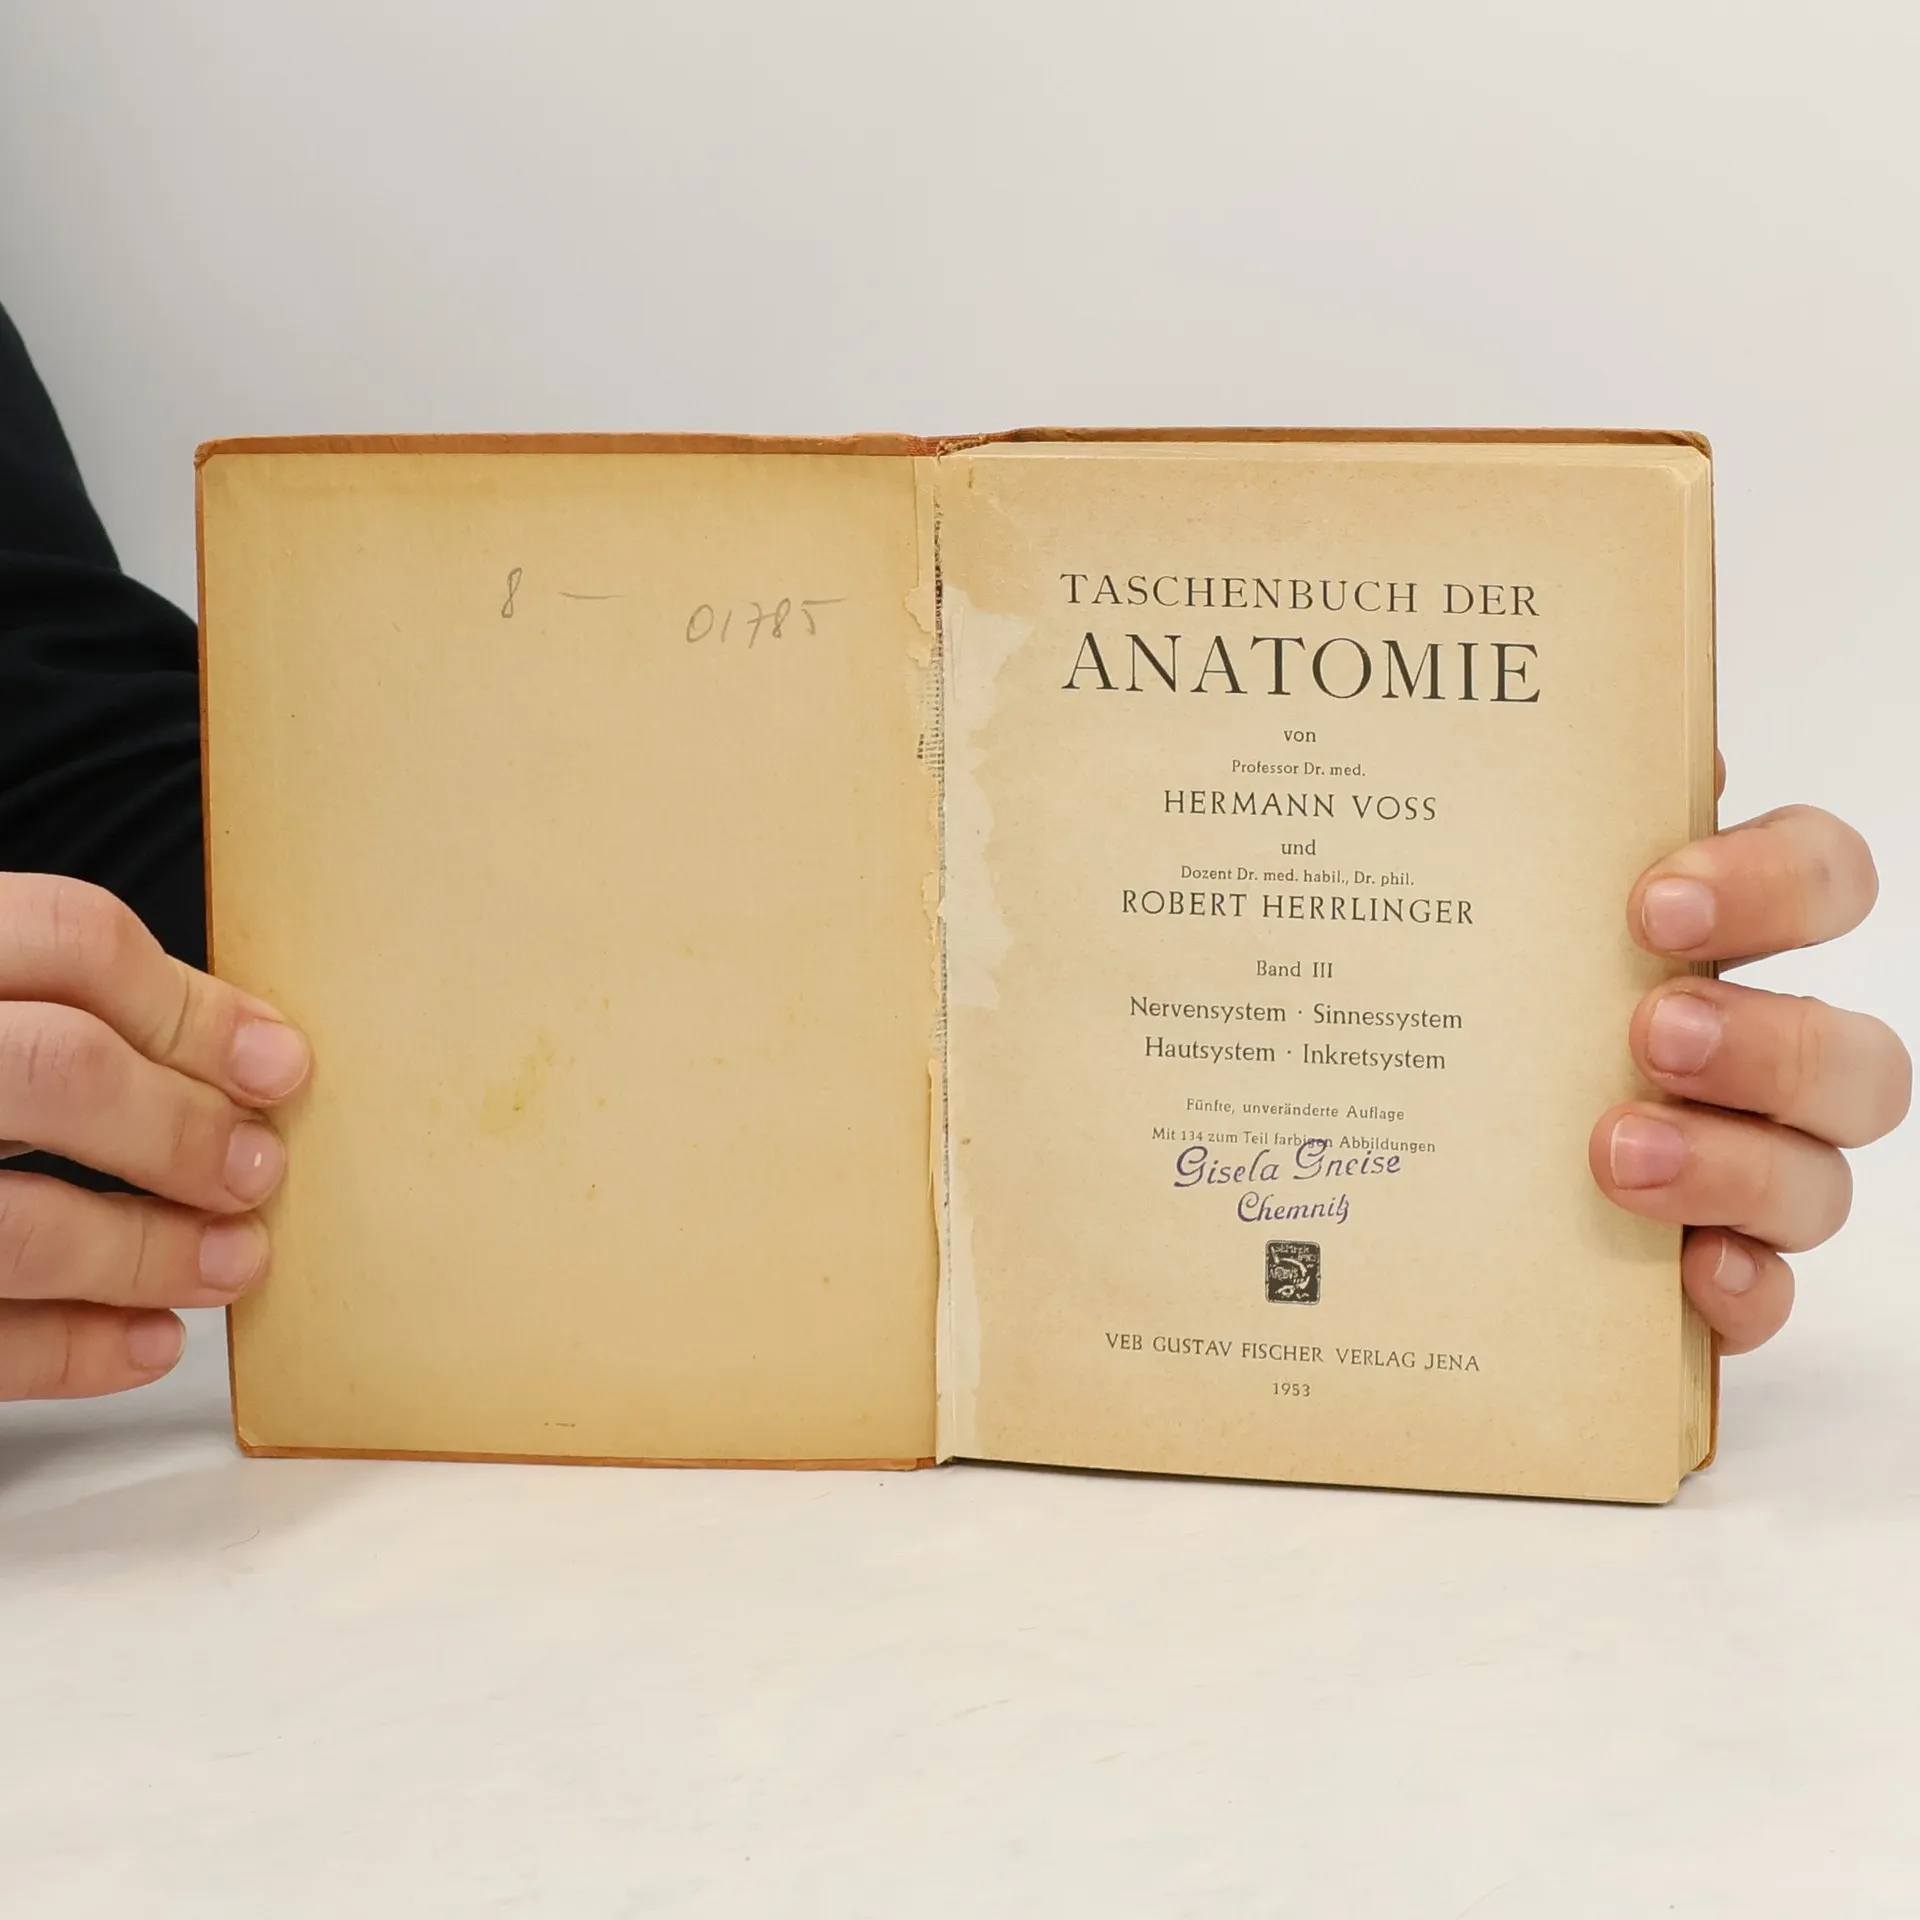 8 —
01785
TASCHENBUCH DER
ANATOMIE
von
Professor Dr. med.
HERMANN VOSS
und
Dozent Dr. med. habil., Dr. phil.
ROBERT HERRLINGER
Band III
Nervensystem · Sinnessystem
Hautsystem · Inkretsystem
Fünfte, unveränderte Auflage
Mit 134 zum Teil farbigen Abbildungen
Gisela Gneise
Chemnitz
SEMPER
VEB GUSTAV FISCHER VERLAG JENA
1953